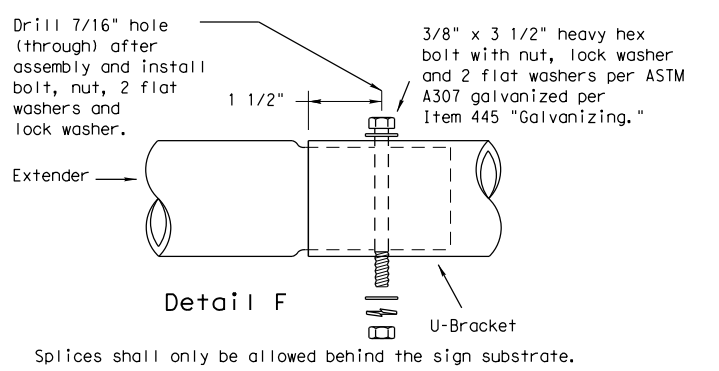 Drill 7/16" hole
(through) after
assembly and install
bolt, nut, 2 flat
washers and
lock washer.
3/8" x 3 1/2" heavy hex
bolt with nut, lock washer
and 2 flat washers per ASTM
A307 galvanized per
Item 445 "Galvanizing."
1 1/2"
Extender
Detail F
U-Bracket
Splices shall only be allowed behind the sign substrate.